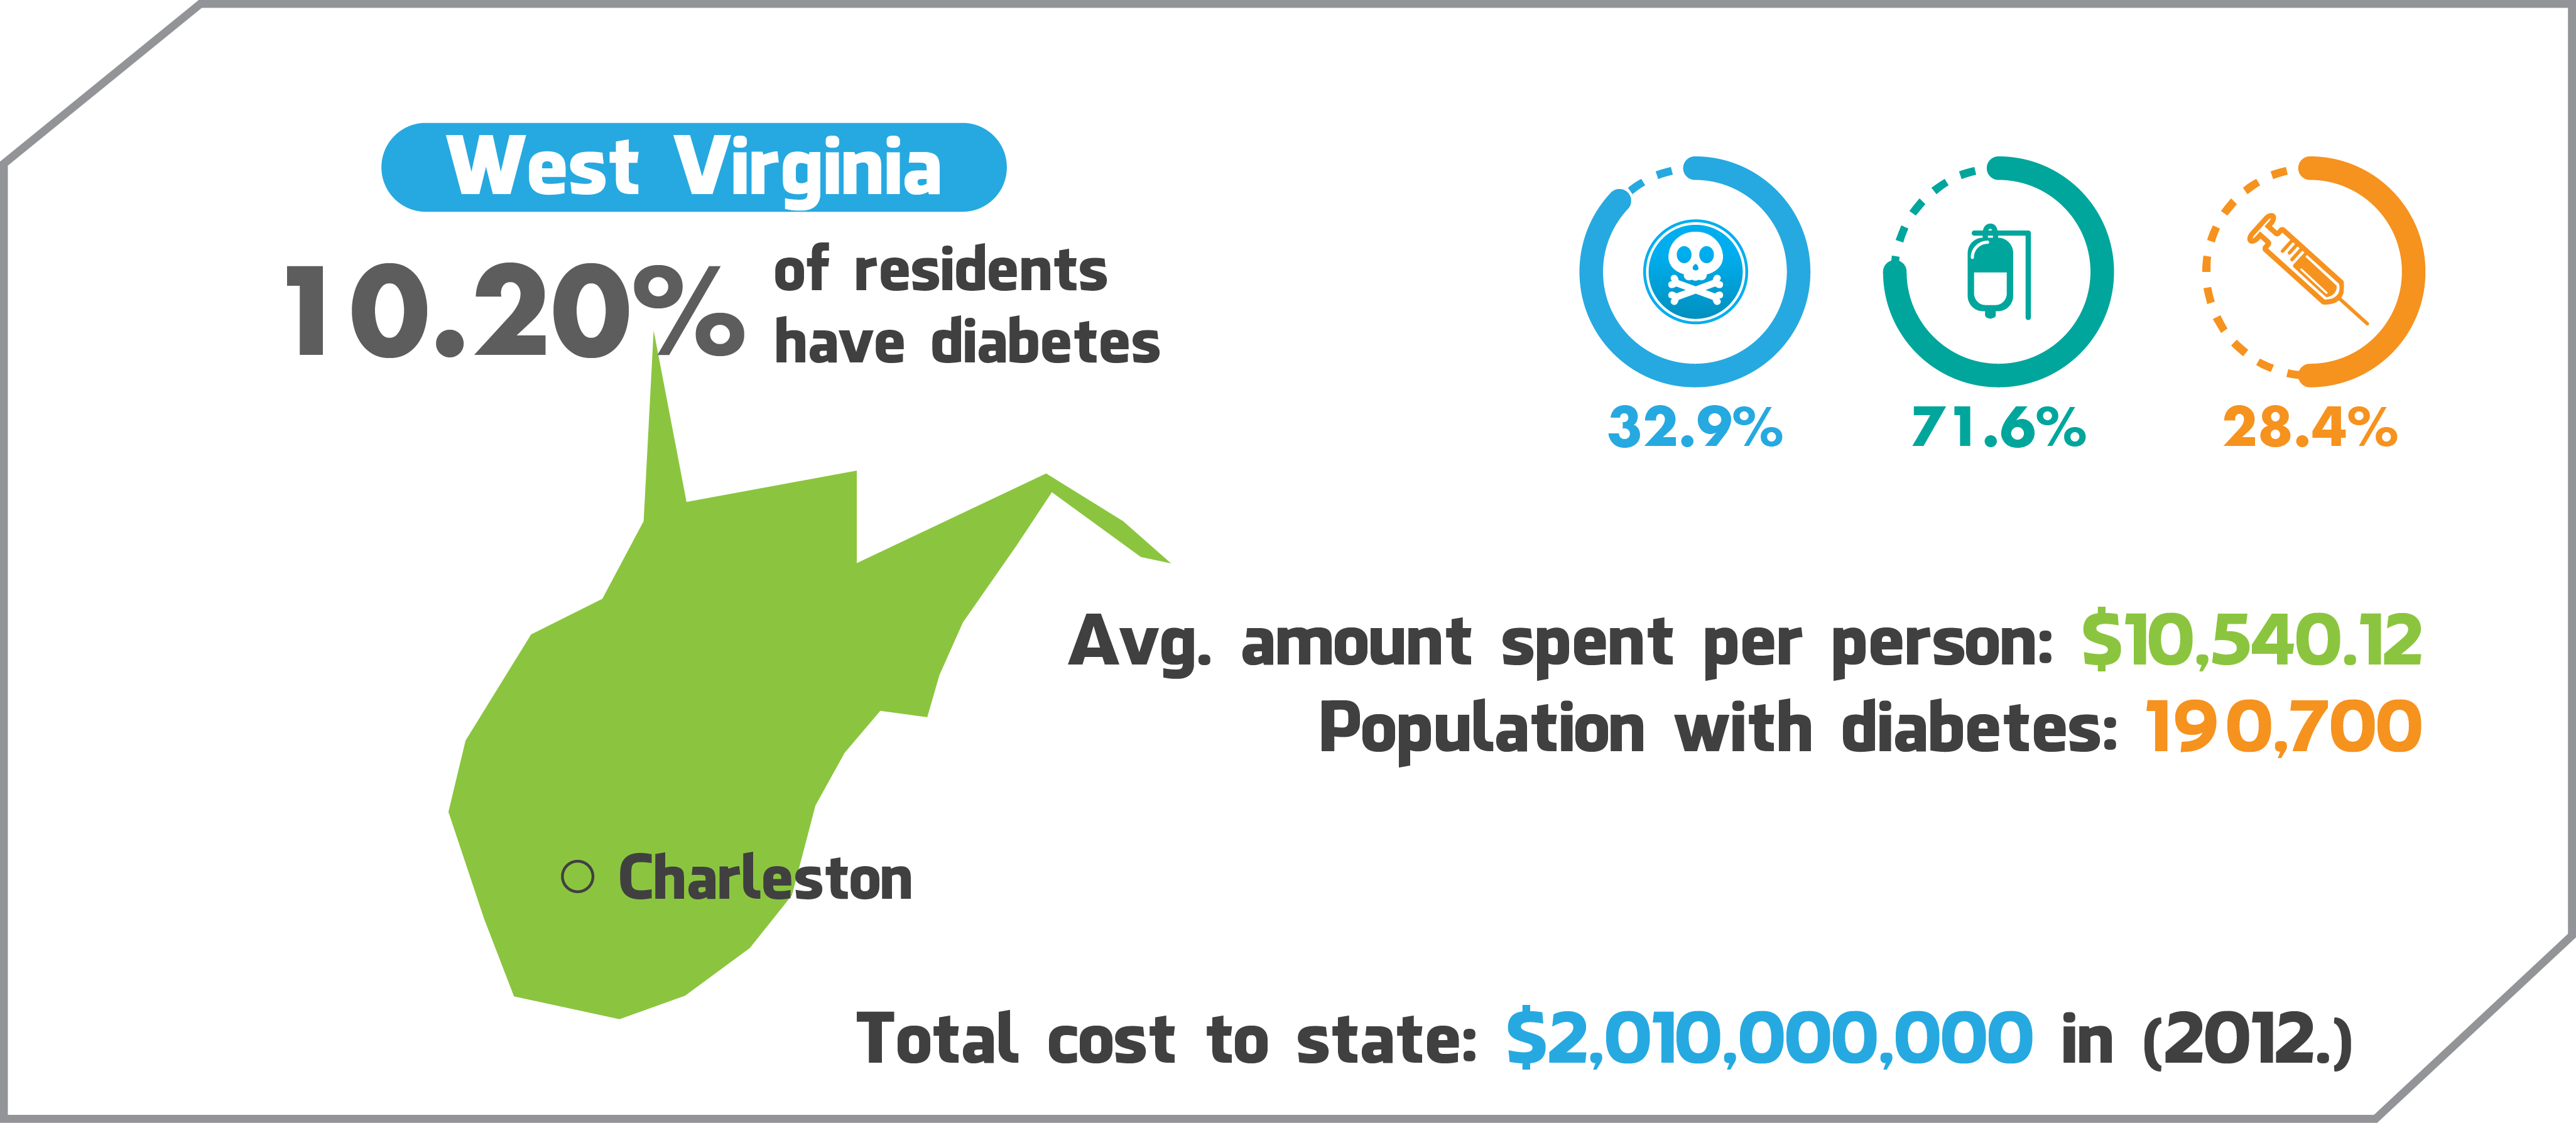 West Virginia
10.20% of residents
have diabetes
32.9% 71.6% 28.4%
Avg. amount spent per person: $10,540.12
Population with diabetes: 190,700
Charleston
Total cost to state: $2,010,000,000 in (2012.)